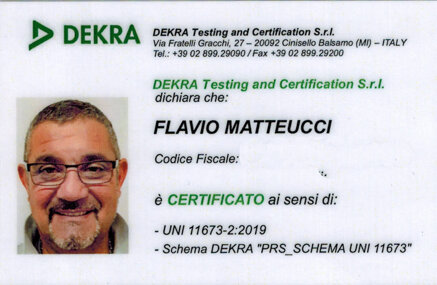 DEKRA
DEKRA Testing and Certification S.r.l.
Via Fratelli Gracchi, 27 – 20092 Cinisello Balsamo (MI) – ITALY
Tel.: +39 02 899.29090 / Fax +39 02 899.29200
DEKRA Testing and Certification S.r.l.
dichiara che:
FLAVIO MATTEUCCI
Codice Fiscale:
è CERTIFICATO ai sensi di:
- UNI 11673-2:2019
- Schema DEKRA "PRS_SCHEMA UNI 11673"